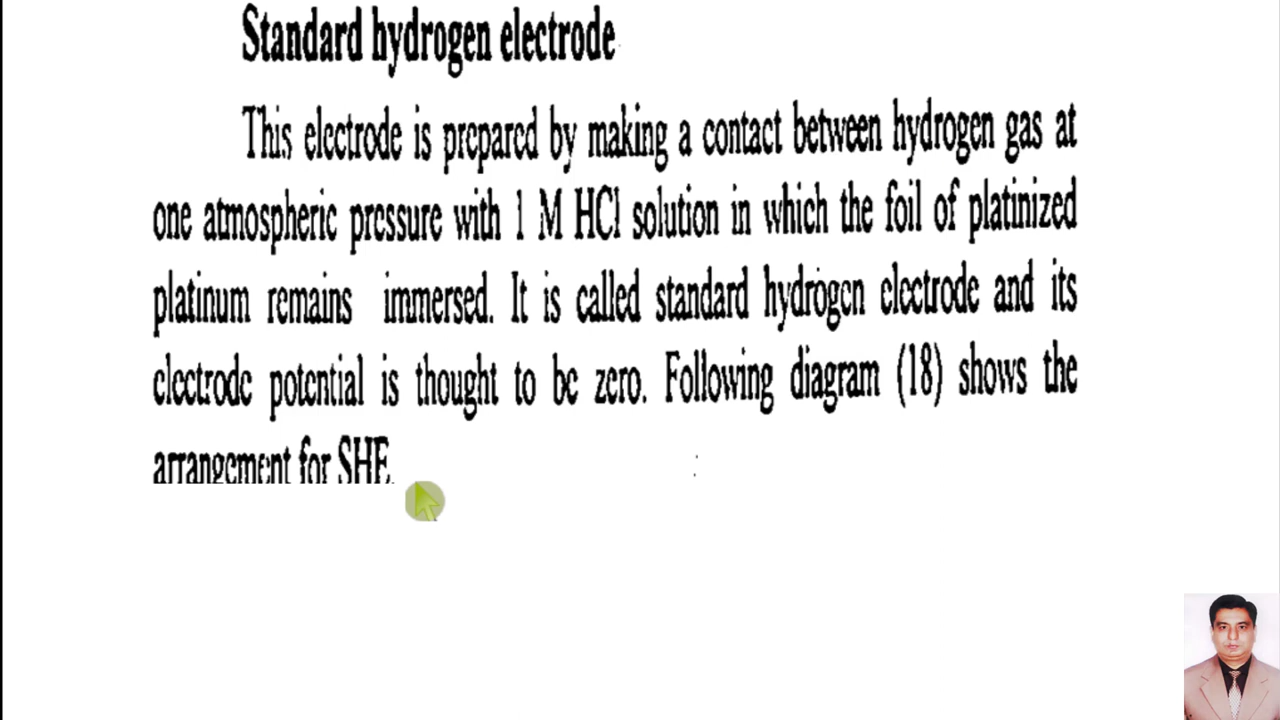 Standard hydrogen electrode
This electrode is prepared by making a contact between hydrogen gas at
one atmospheric pressure with 1 M HCl solution in which the foil of platinized
platinum remains immersed. It is called standard hydrogen electrode and its
electrode potential is thought to be zero. Following diagram (18) shows the
arrangement for SHE.